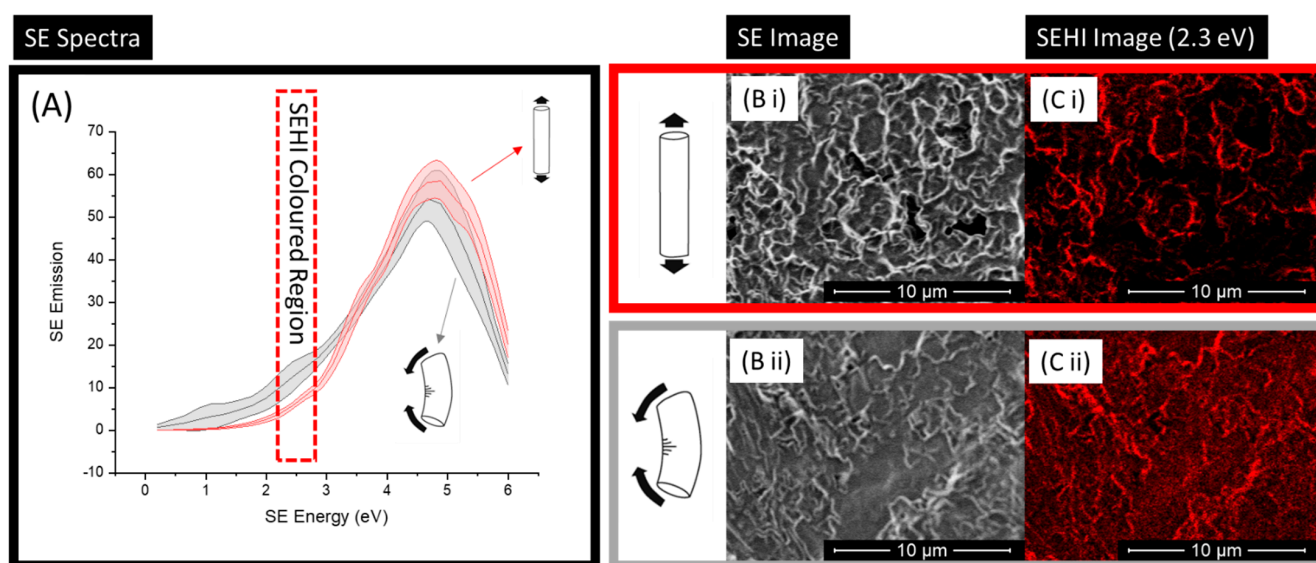 SE Spectra
SE Image
SEHI Image (2.3 eV)
(A)
SEHI Coloured Region
70
60
50
40
30
20
10
0
-10
0
1
2
3
4
5
6
SE Emission
SE Energy (eV)
(B i)
10 µm
(C i)
10 µm
(B ii)
10 µm
(C ii)
10 µm